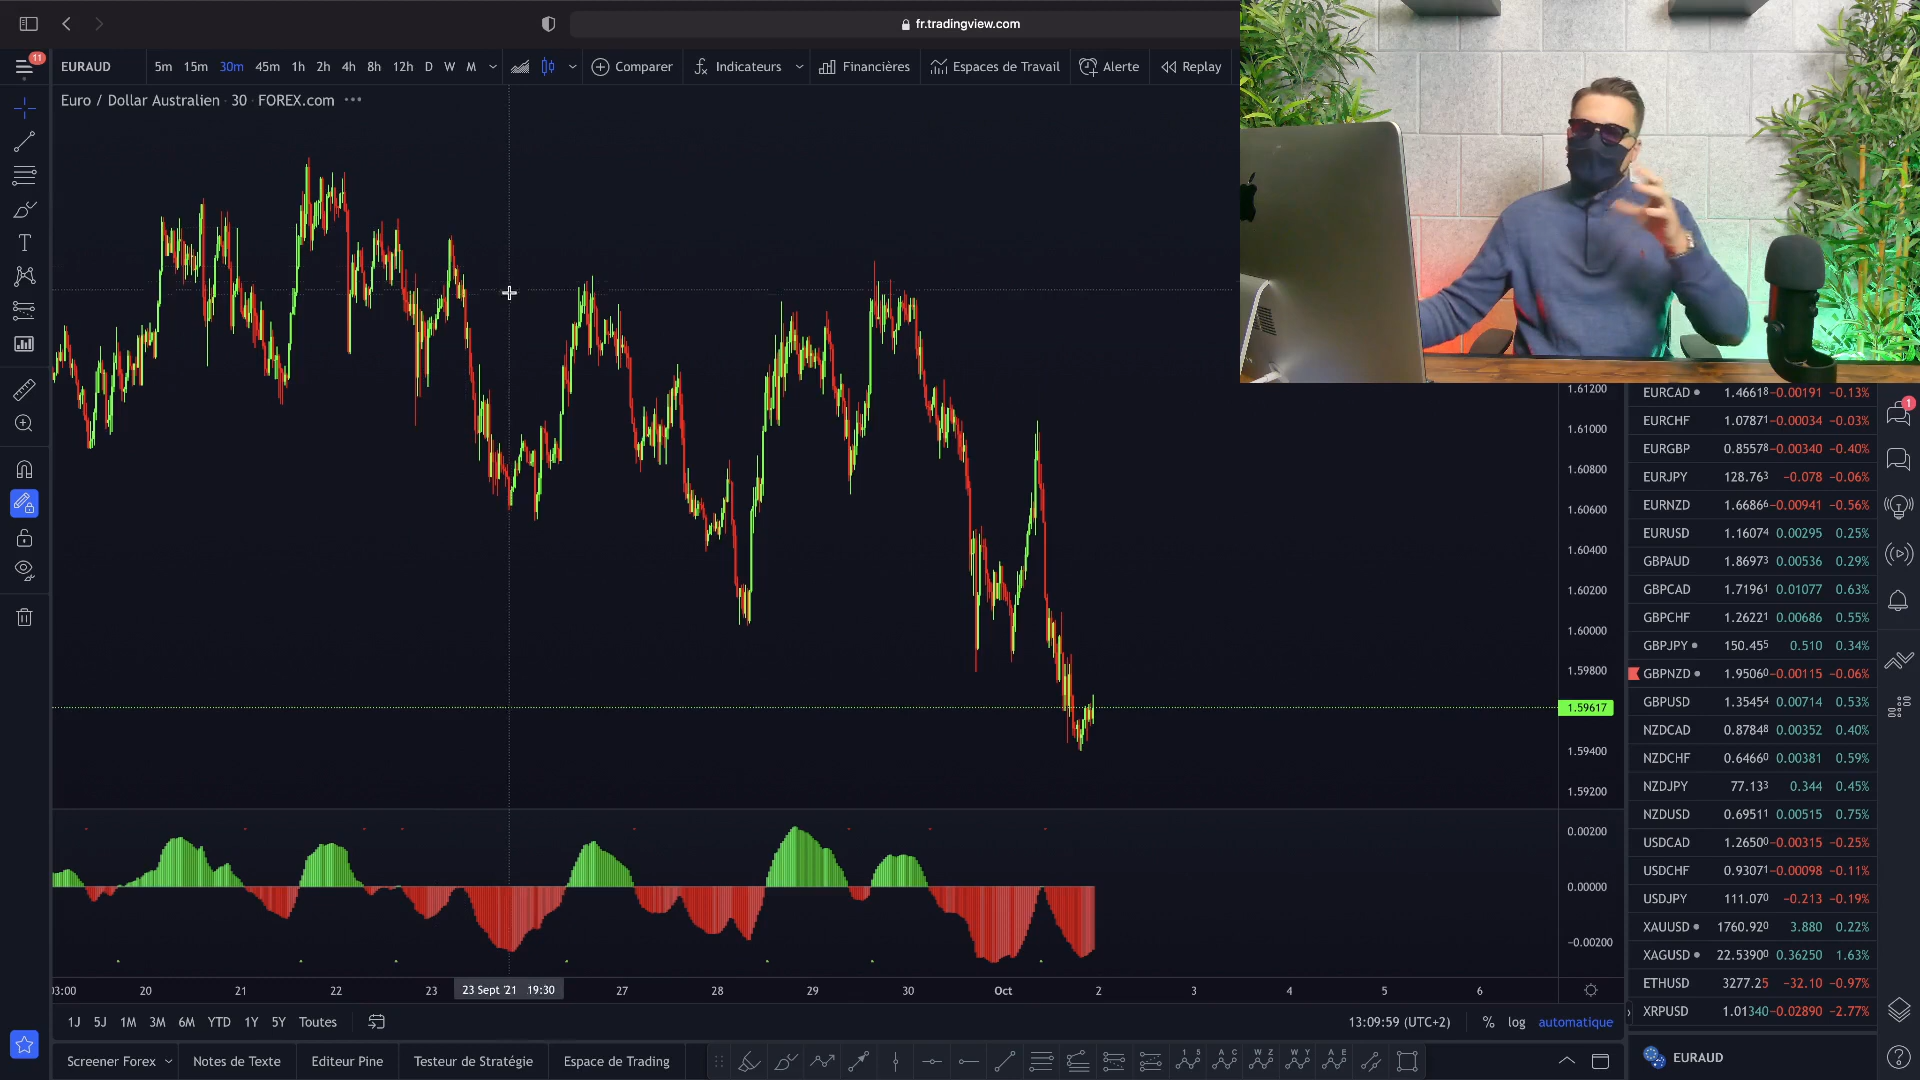 fr.tradingview.com
11
EURAUD 5m 15m 30m 45m 1h 2h 4h 8h 12h D W M Comparer Indicateurs Financières Espaces de Travail Alerte Replay
Euro / Dollar Australien · 30 · FOREX.com
1.61200
1.61000
1.60800
1.60600
1.60400
1.60200
1.60000
1.59800
1.59617
1.59400
1.59200
0.00200
0.00000
-0.00200
EURCAD 1.46618 -0.00191 -0.13%
EURCHF 1.07871 -0.00034 -0.03%
EURGBP 0.85578 -0.00340 -0.40%
EURJPY 128.763 -0.078 -0.06%
EURNZD 1.66866 -0.00941 -0.56%
EURUSD 1.16074 0.00295 0.25%
GBPAUD 1.86973 0.00536 0.29%
GBPCAD 1.71961 0.01077 0.63%
GBPCHF 1.26221 0.00686 0.55%
GBPJPY 150.455 0.510 0.34%
GBPNZD 1.95060 -0.00115 -0.06%
GBPUSD 1.35454 0.00714 0.53%
NZDCAD 0.87848 0.00352 0.40%
NZDCHF 0.64660 0.00381 0.59%
NZDJPY 77.133 0.344 0.45%
NZDUSD 0.69511 0.00515 0.75%
USDCAD 1.26500 -0.00315 -0.25%
USDCHF 0.93071 -0.00098 -0.11%
USDJPY 111.070 -0.213 -0.19%
XAUUSD 1760.920 3.880 0.22%
XAGUSD 22.5390 0.36250 1.63%
ETHUSD 3277.25 -32.10 -0.97%
XRPUSD 1.01340 -0.02890 -2.77%
1
03:00 20 21 22 23 23 Sept '21 19:30 27 28 29 30 Oct 2 3 4 5 6
1J 5J 1M 3M 6M YTD 1Y 5Y Toutes 13:09:59 (UTC+2) % log automatique
Screener Forex Notes de Texte Editeur Pine Testeur de Stratégie Espace de Trading
EURAUD